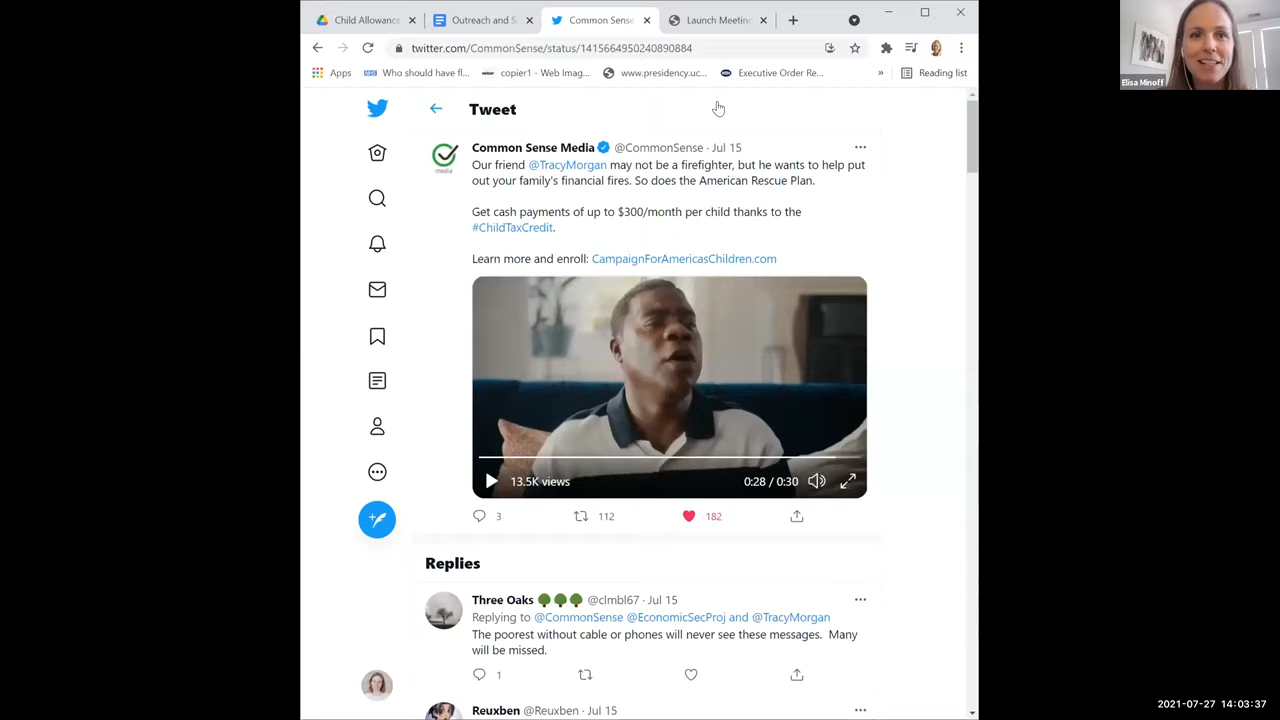 Child Allowance
Outreach and S
Common Sense
Launch Meeting
twitter.com/CommonSense/status/1415664950240890884
Apps
Who should have fl...
copier1 - Web Imag...
www.presidency.uc...
Executive Order Re...
»
Reading list
Elisa Minoff
Tweet
Common Sense Media @CommonSense · Jul 15
media
Our friend @TracyMorgan may not be a firefighter, but he wants to help put
out your family's financial fires. So does the American Rescue Plan.
Get cash payments of up to $300/month per child thanks to the
#ChildTaxCredit.
Learn more and enroll: CampaignForAmericasChildren.com
13.5K views
0:28 / 0:30
3
112
182
Replies
Three Oaks 🌳🌳🌳 @clmbl67 · Jul 15
Replying to @CommonSense @EconomicSecProj and @TracyMorgan
The poorest without cable or phones will never see these messages. Many
will be missed.
1
Reuxben @Reuxben · Jul 15
2021-07-27 14:03:37